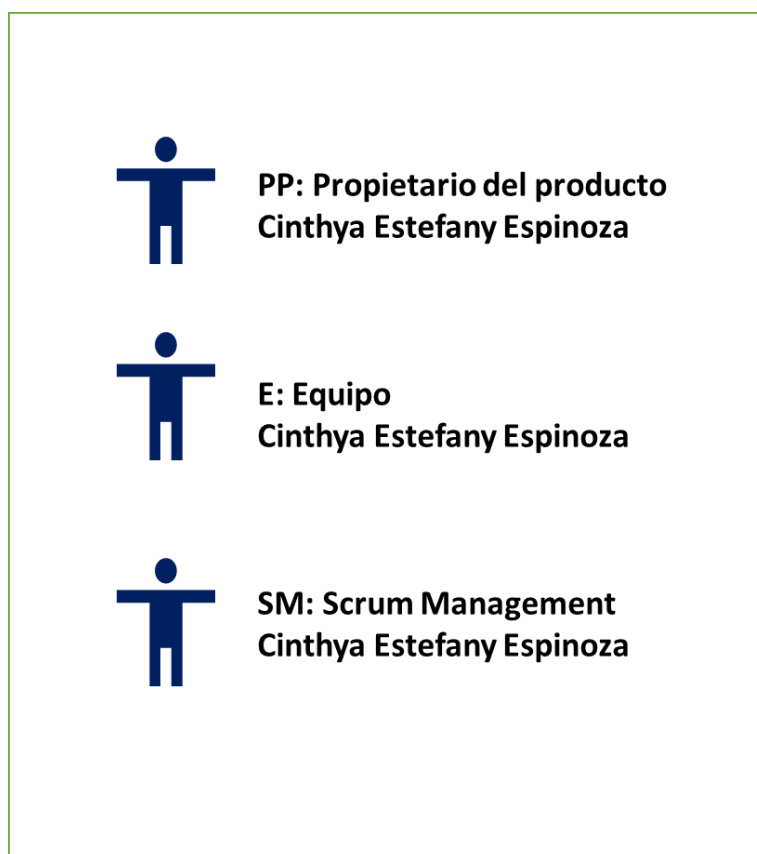 PP: Propietario del producto
Cinthya Estefany Espinoza
E: Equipo
Cinthya Estefany Espinoza
SM: Scrum Management
Cinthya Estefany Espinoza